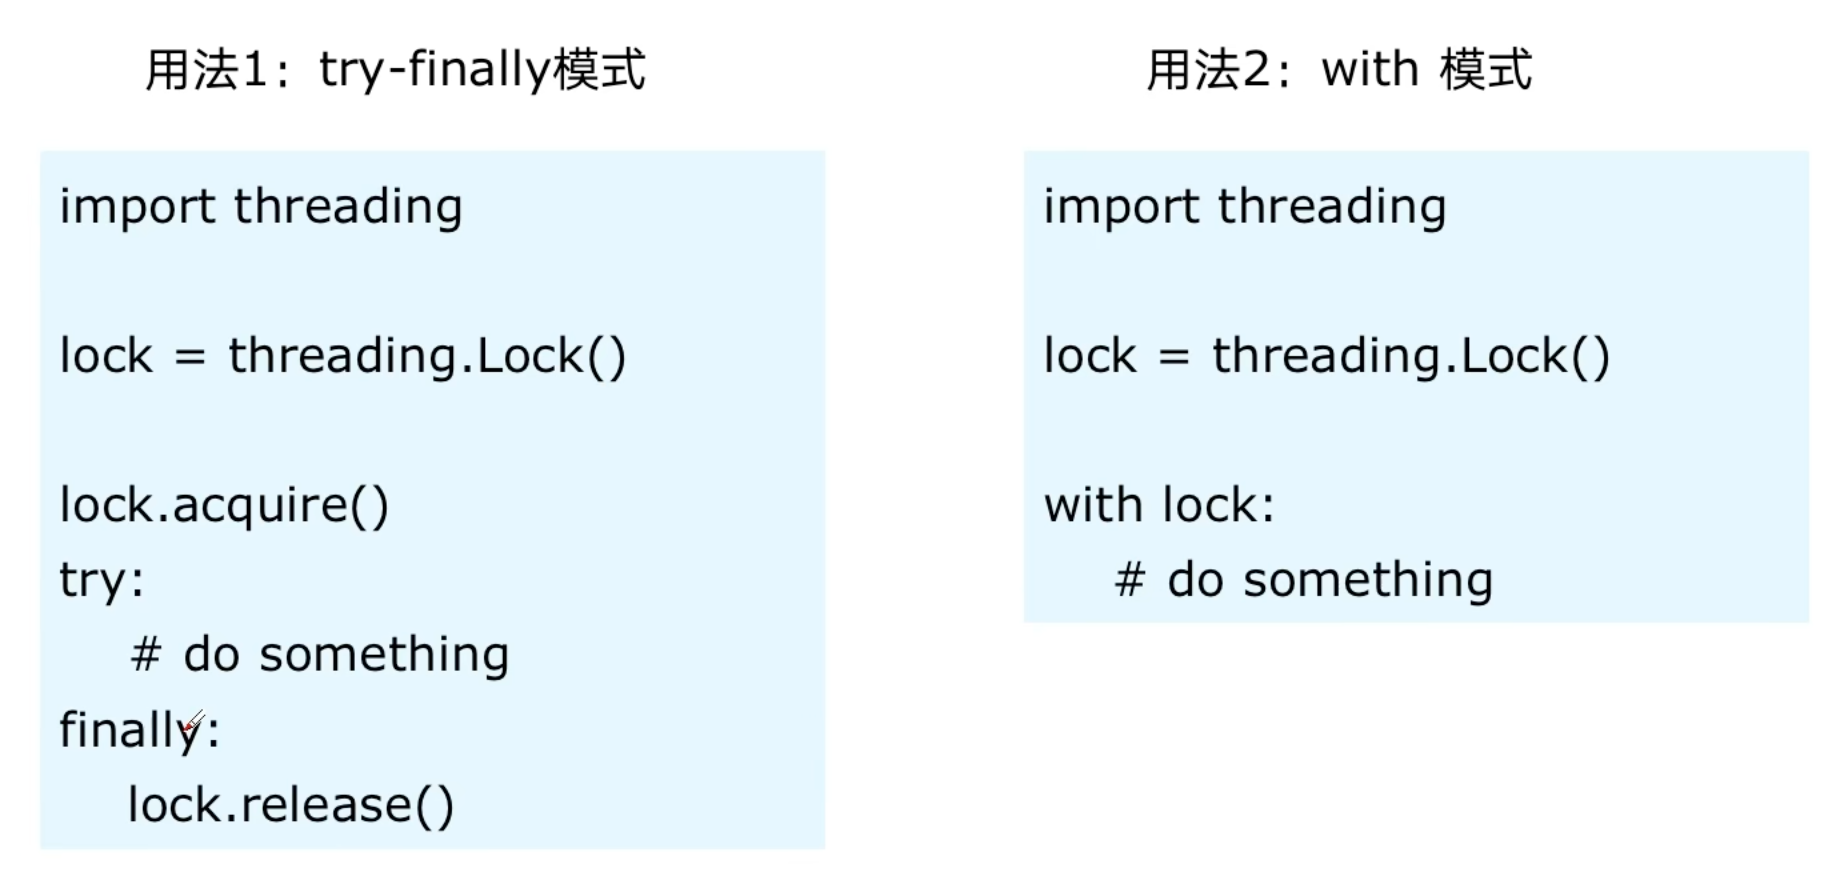 用法1：try-finally模式
import threading
lock = threading.Lock()
lock.acquire()
try:
# do something
finally:
lock.release()
用法2：with 模式
import threading
lock = threading.Lock()
with lock:
# do something